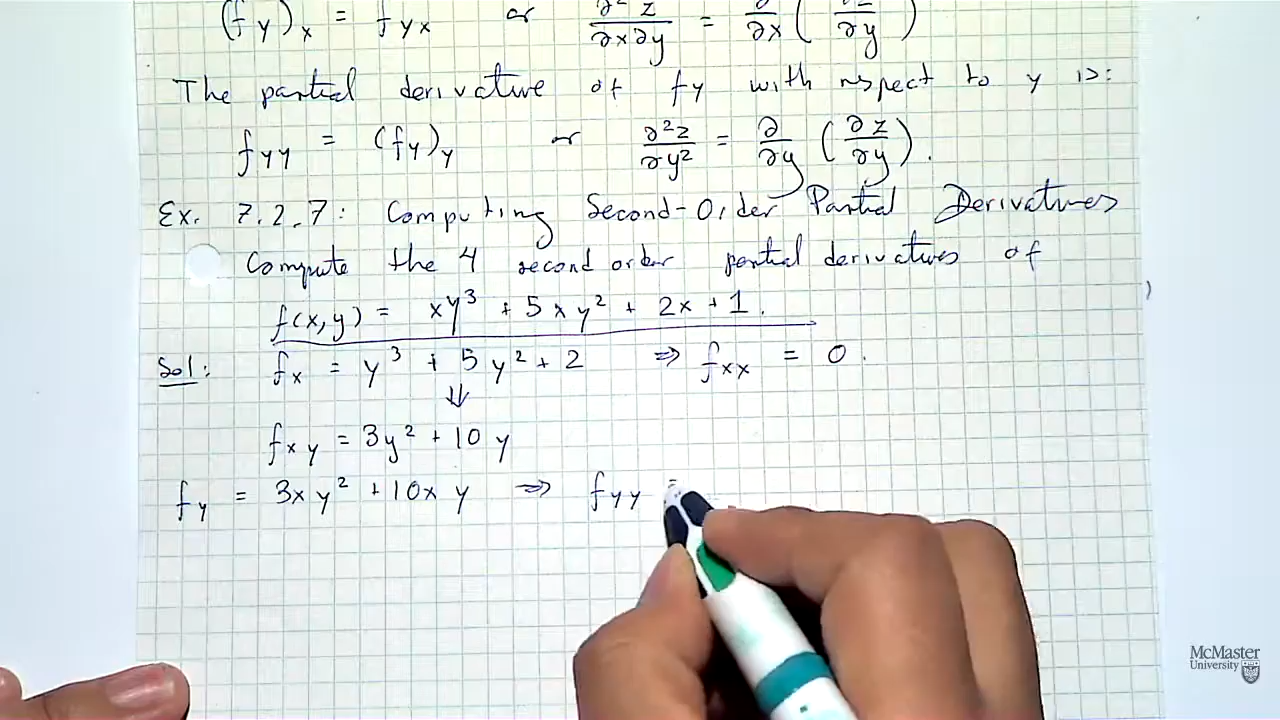 (fy)x = fyx or ∂²z/∂x∂y = ∂/∂x (∂z/∂y)
The partial derivative of fy with respect to y is:
fyy = (fy)y or ∂²z/∂y² = ∂/∂y (∂z/∂y).
Ex. 7.2.7: Computing Second-Order Partial Derivatives
Compute the 4 second order partial derivatives of
f(x,y) = xy³ + 5xy² + 2x + 1.
Sol: fx = y³ + 5y² + 2 ⇒ fxx = 0.
⇓
fxy = 3y² + 10y
fy = 3xy² + 10xy ⇒ fyy =
McMaster
University